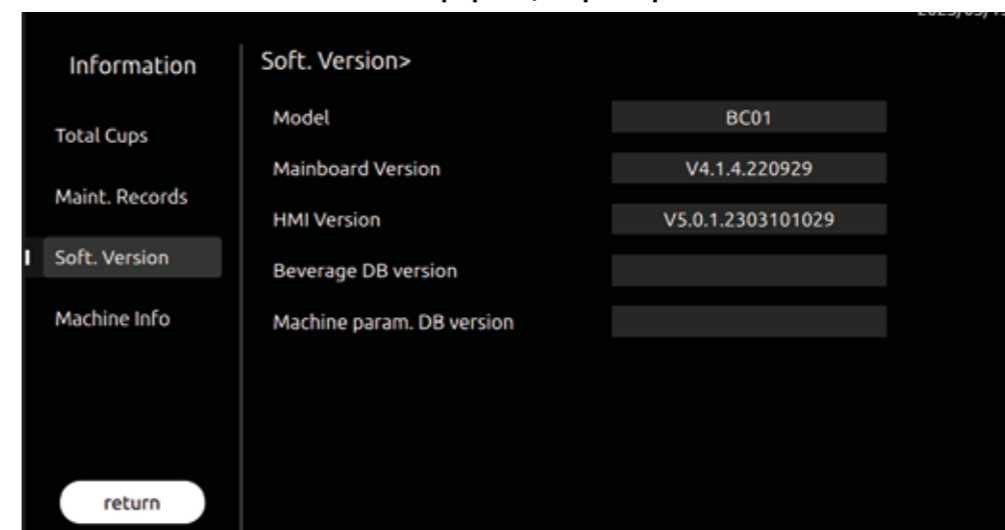 Information
Total Cups
Maint. Records
Soft. Version
Machine Info
return
Soft. Version>
Model BC01
Mainboard Version V4.1.4.220929
HMI Version V5.0.1.2303101029
Beverage DB version
Machine param. DB version